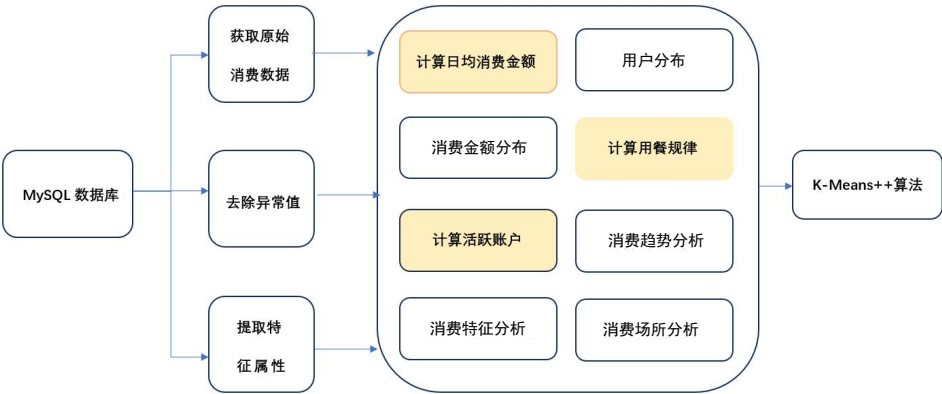 MySQL 数据库
获取原始
消费数据
去除异常值
提取特
征属性
计算日均消费金额
用户分布
消费金额分布
计算用餐规律
计算活跃账户
消费趋势分析
消费特征分析
消费场所分析
K-Means++算法